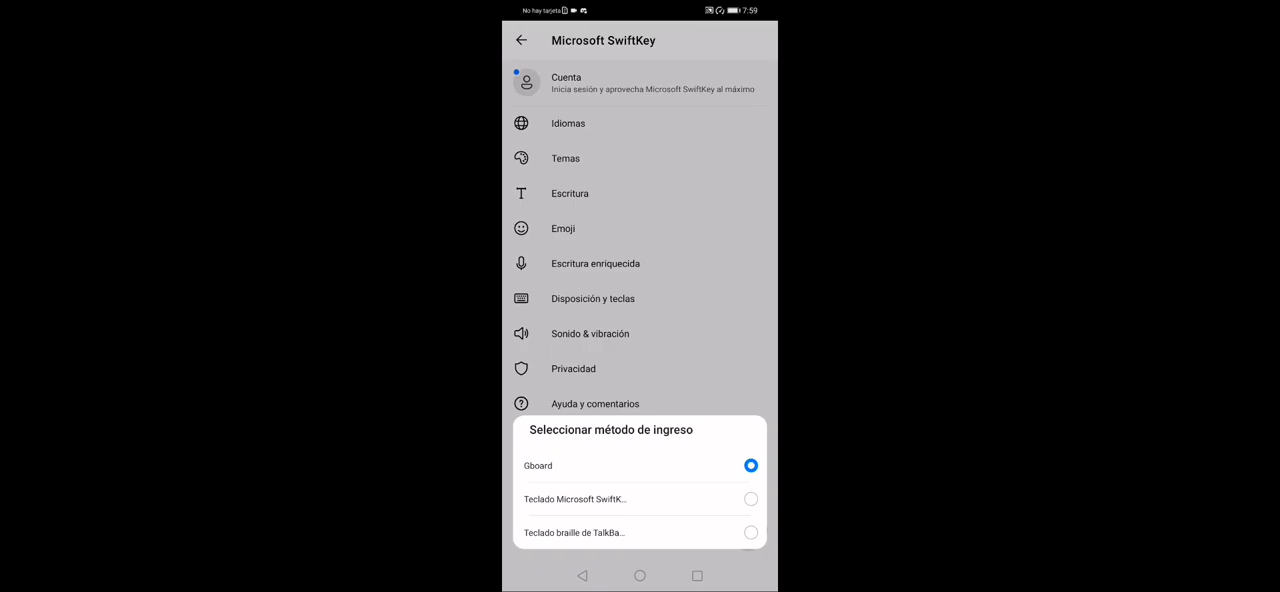 No hay tarjeta
7:59
Microsoft SwiftKey
Cuenta
Inicia sesión y aprovecha Microsoft SwiftKey al máximo
Idiomas
Temas
Escritura
Emoji
Escritura enriquecida
Disposición y teclas
Sonido & vibración
Privacidad
Ayuda y comentarios
Seleccionar método de ingreso
Gboard
Teclado Microsoft SwiftK...
Teclado braille de TalkBa...